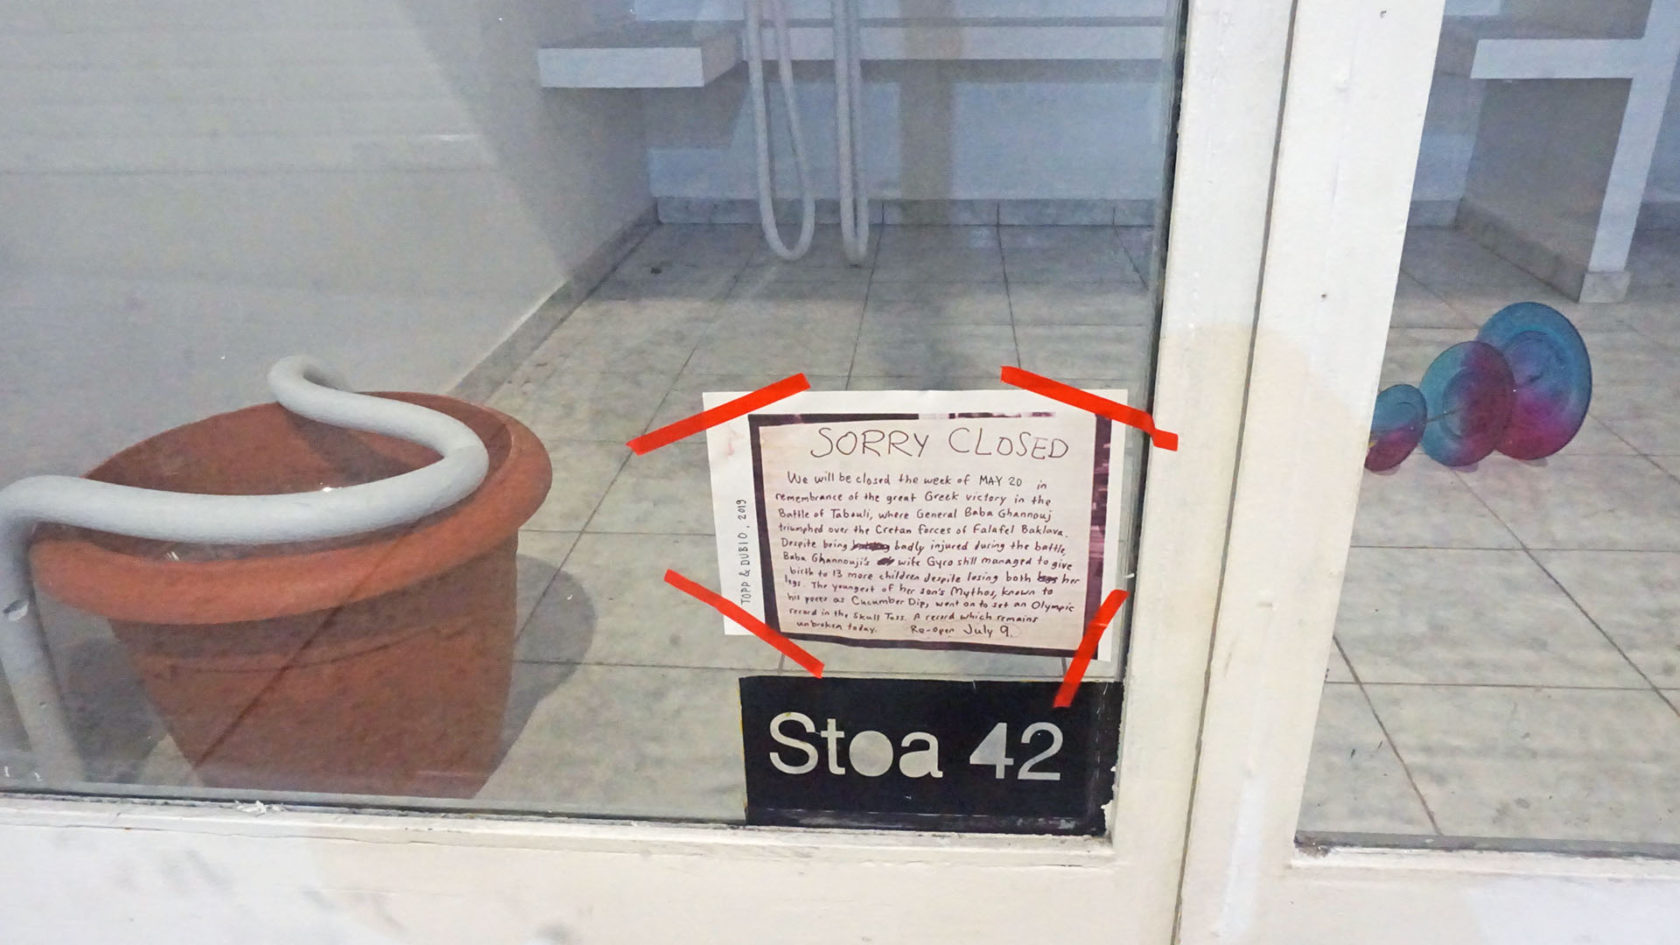 SORRY CLOSED
We will be closed the week of MAY 20 in
remembrance of the great Greek victory in the
Battle of Tabouli, where General Baba Ghannouj
triumphed over the Cretan forces of Falafel Baklava.
Despite being badly injured during the battle,
Baba Ghannouji's wife Gyro still managed to give
birth to 13 more children despite losing both her
legs. The youngest of her son's Mythos, known to
his peers as Cucumber Dip, went on to set an Olympic
record in the Skull Toss. A record which remains
unbroken today. Re-open July 9.
TOPP & DUBIO, 2019
Stoa 42